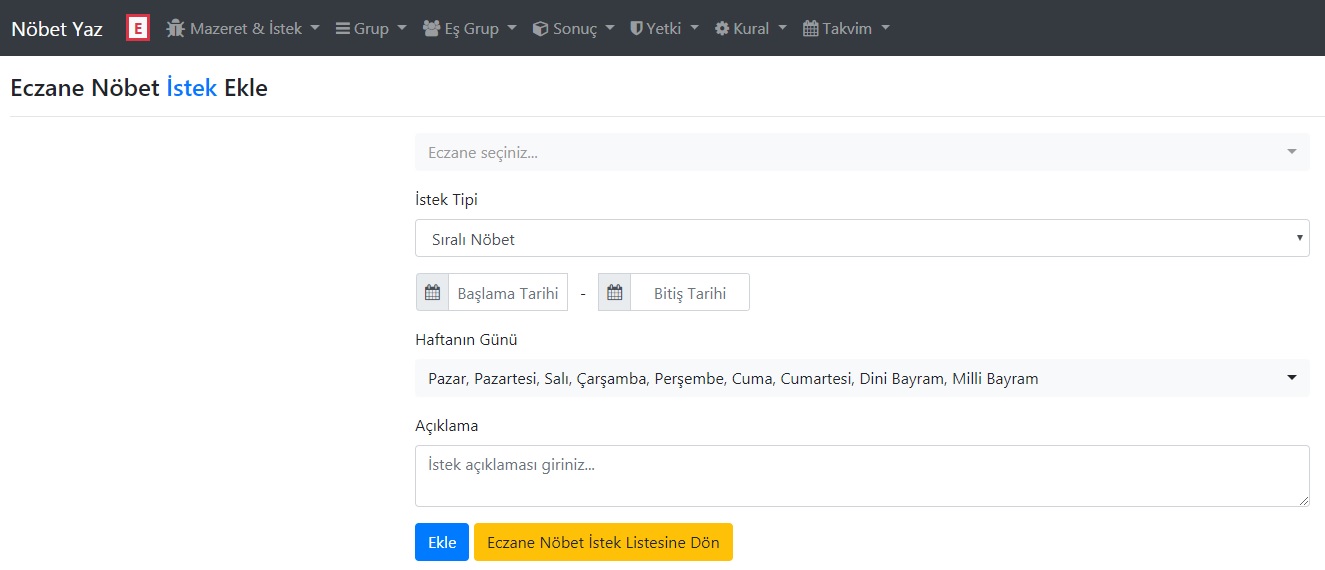 Nöbet Yaz E Mazeret & İstek Grup Eş Grup Sonuç Yetki Kural Takvim
Eczane Nöbet İstek Ekle
Eczane seçiniz...
İstek Tipi
Sıralı Nöbet
Başlama Tarihi - Bitiş Tarihi
Haftanın Günü
Pazar, Pazartesi, Salı, Çarşamba, Perşembe, Cuma, Cumartesi, Dini Bayram, Milli Bayram
Açıklama
İstek açıklaması giriniz...
Ekle Eczane Nöbet İstek Listesine Dön